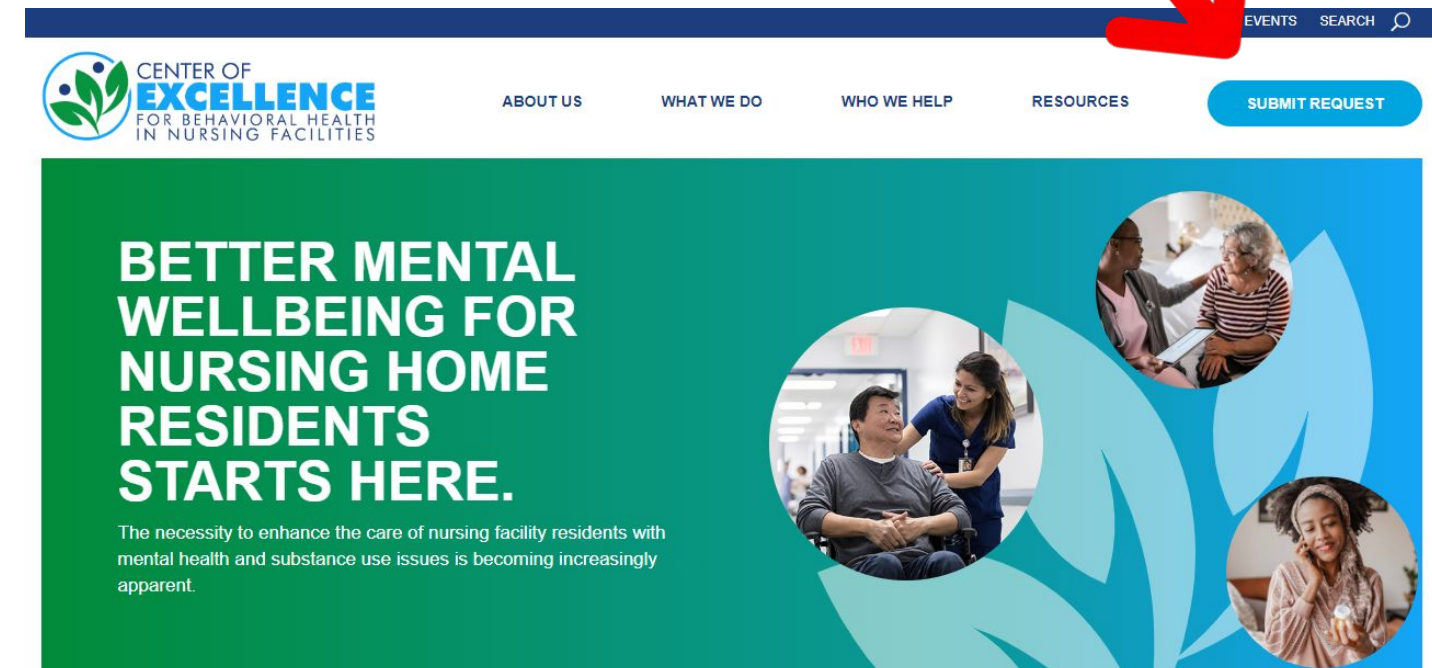 EVENTS SEARCH
CENTER OF
EXCELLENCE
FOR BEHAVIORAL HEALTH
IN NURSING FACILITIES
ABOUT US WHAT WE DO WHO WE HELP RESOURCES SUBMIT REQUEST
BETTER MENTAL
WELLBEING FOR
NURSING HOME
RESIDENTS
STARTS HERE.
The necessity to enhance the care of nursing facility residents with
mental health and substance use issues is becoming increasingly
apparent.
EXIT